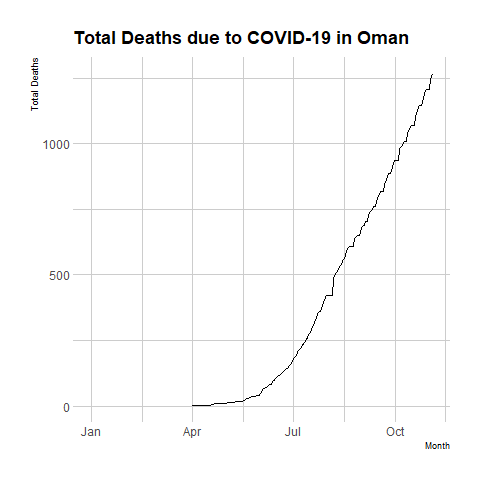 Total Deaths due to COVID-19 in Oman
Total Deaths
1000
500
0
Jan Apr Jul Oct
Month